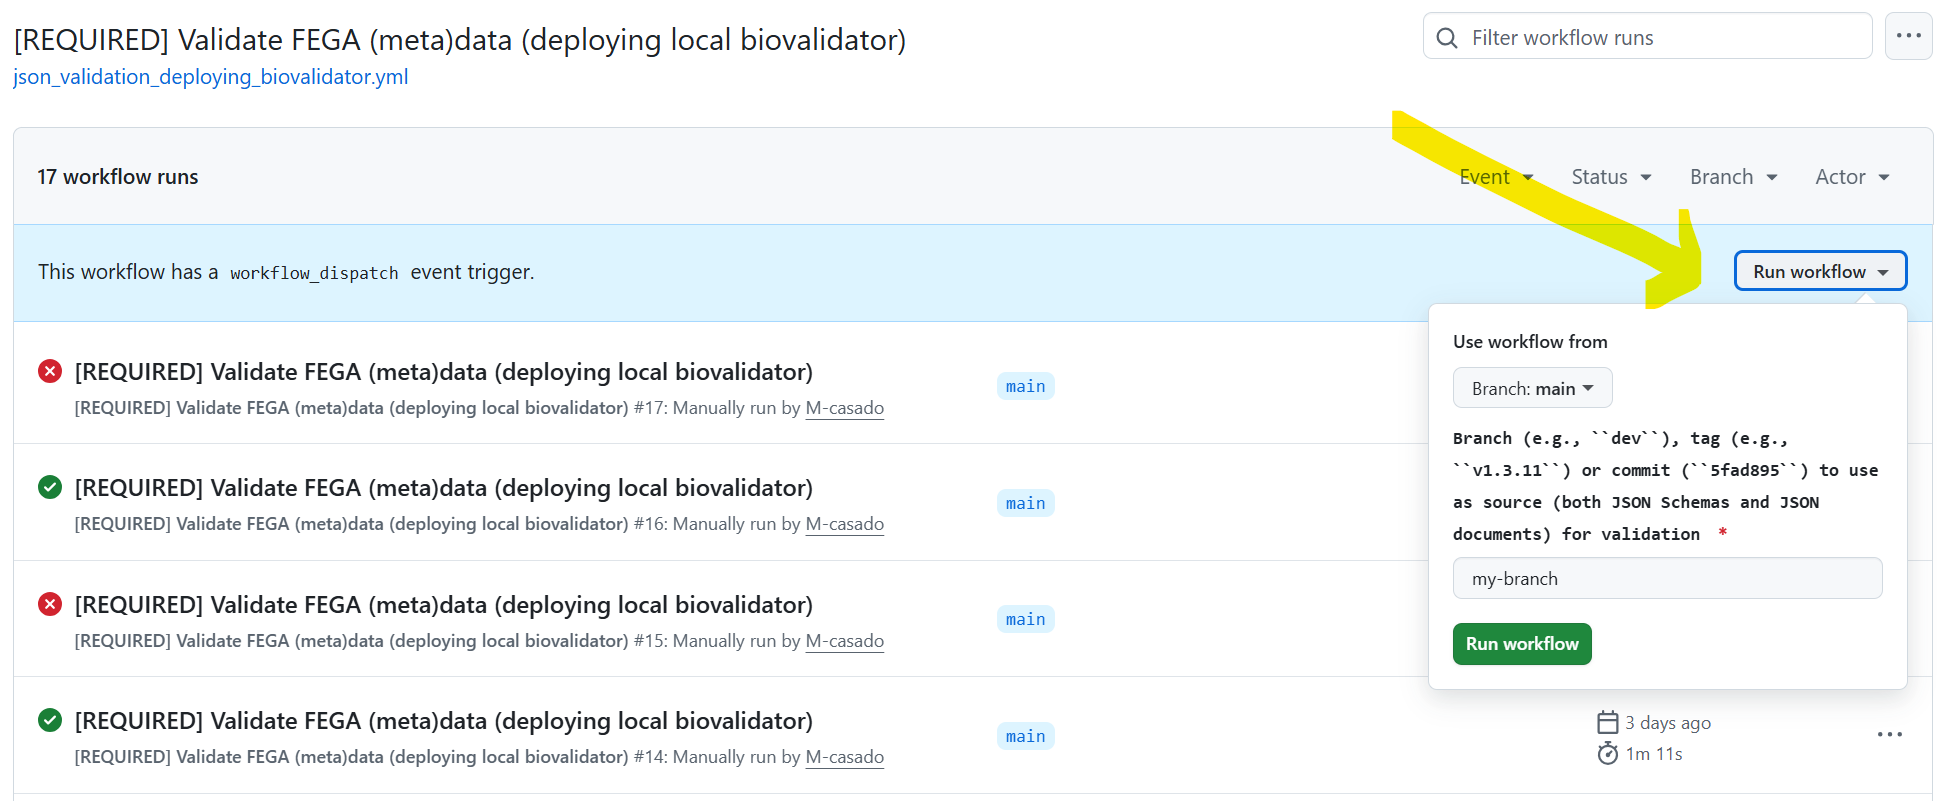 [REQUIRED] Validate FEGA (meta)data (deploying local biovalidator)
json_validation_deploying_biovalidator.yml
Filter workflow runs
17 workflow runs
Event
Status
Branch
Actor
This workflow has a workflow_dispatch event trigger.
Run workflow
[REQUIRED] Validate FEGA (meta)data (deploying local biovalidator)
[REQUIRED] Validate FEGA (meta)data (deploying local biovalidator) #17: Manually run by M-casado
main
[REQUIRED] Validate FEGA (meta)data (deploying local biovalidator)
[REQUIRED] Validate FEGA (meta)data (deploying local biovalidator) #16: Manually run by M-casado
main
[REQUIRED] Validate FEGA (meta)data (deploying local biovalidator)
[REQUIRED] Validate FEGA (meta)data (deploying local biovalidator) #15: Manually run by M-casado
main
[REQUIRED] Validate FEGA (meta)data (deploying local biovalidator)
[REQUIRED] Validate FEGA (meta)data (deploying local biovalidator) #14: Manually run by M-casado
main
Use workflow from
Branch: main
Branch (e.g., ``dev``), tag (e.g.,
``v1.3.11``) or commit (``5fad895``) to use
as source (both JSON Schemas and JSON
documents) for validation *
my-branch
Run workflow
3 days ago
1m 11s